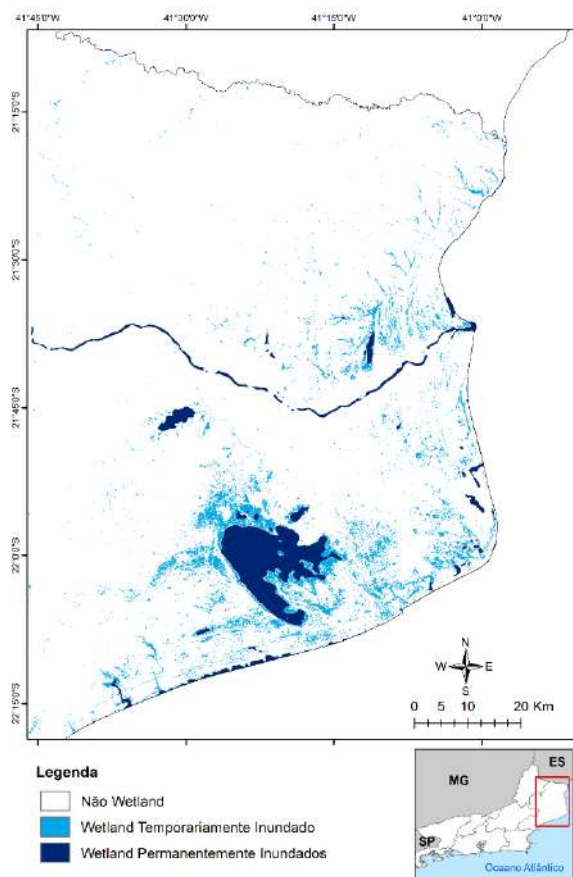 41°45'0"W 41°30'0"W 41°15'0"W 41°0'0"W
21°15'0"S
21°30'0"S
21°45'0"S
22°0'0"S
22°15'0"S
N
W E
S
0 5 10 20 Km
Legenda
Não Wetland
Wetland Temporariamente Inundado
Wetland Permanentemente Inundados
ES
MG
SP
Oceano Atlântico